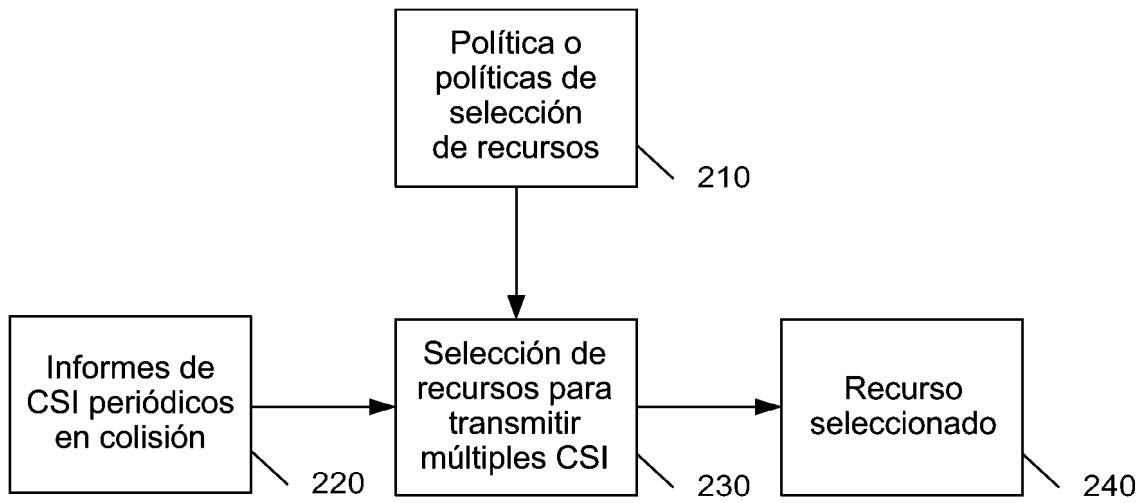 Política o
políticas de
selección
de recursos
210
Informes de
CSI periódicos
en colisión
220
Selección de
recursos para
transmitir
múltiples CSI
230
Recurso
seleccionado
240